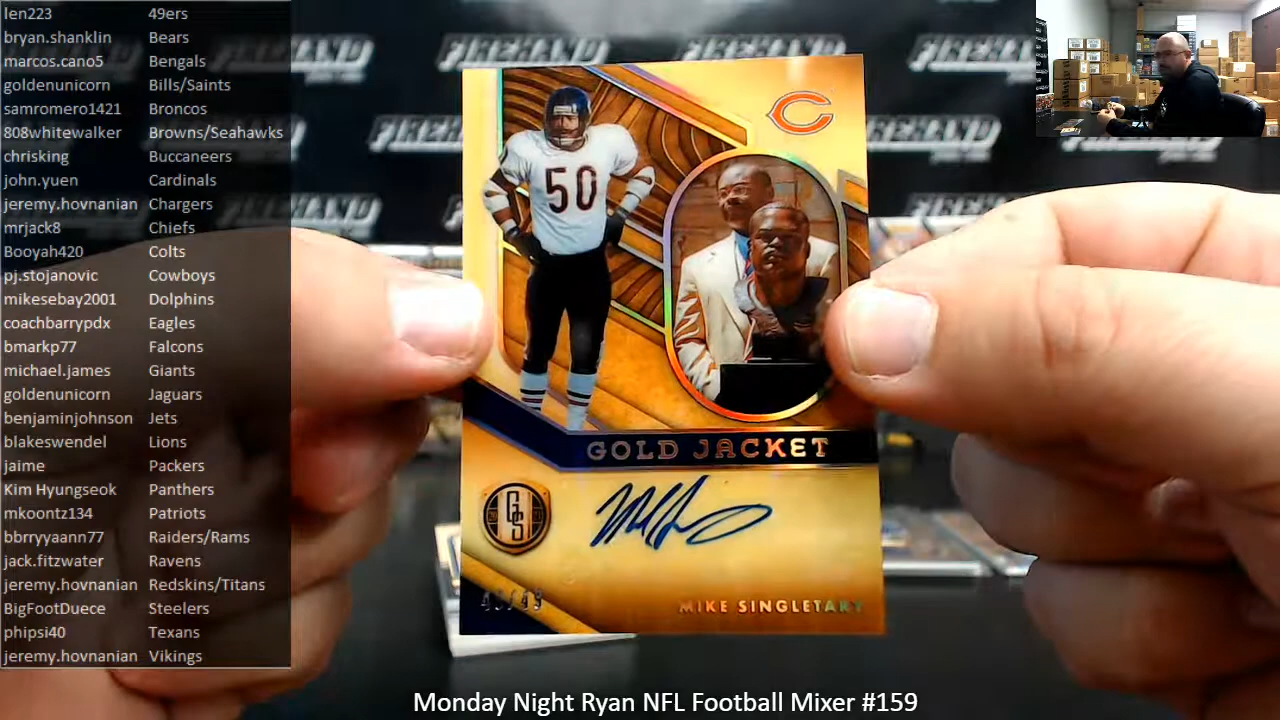 len223 49ers
bryan.shanklin Bears
marcos.cano5 Bengals
goldenunicorn Bills/Saints
samromero1421 Broncos
808whitewalker Browns/Seahawks
chrisking Buccaneers
john.yuen Cardinals
jeremy.hovnanian Chargers
mrjack8 Chiefs
Booyah420 Colts
pj.stojanovic Cowboys
mikesebay2001 Dolphins
coachbarrypdx Eagles
bmarkp77 Falcons
michael.james Giants
goldenunicorn Jaguars
benjaminjohnson Jets
blakeswendel Lions
jaime Packers
Kim Hyungseok Panthers
mkoontz134 Patriots
bbrryyaann77 Raiders/Rams
jack.fitzwater Ravens
jeremy.hovnanian Redskins/Titans
BigFootDuece Steelers
phipsi40 Texans
jeremy.hovnanian Vikings
FIREHAND
FIREHAND
FIREHAND
C
50
GOLD JACKET
GS
MIKE SINGLETARY
Monday Night Ryan NFL Football Mixer #159